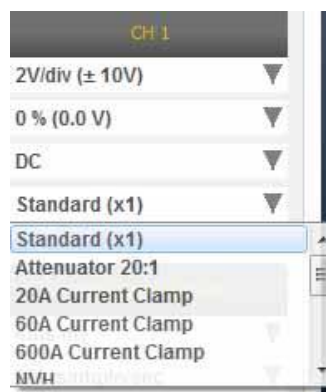 CH 1
2V/div (± 10V)
0 % (0.0 V)
DC
Standard (x1)
Standard (x1)
Attenuator 20:1
20A Current Clamp
60A Current Clamp
600A Current Clamp
NVH